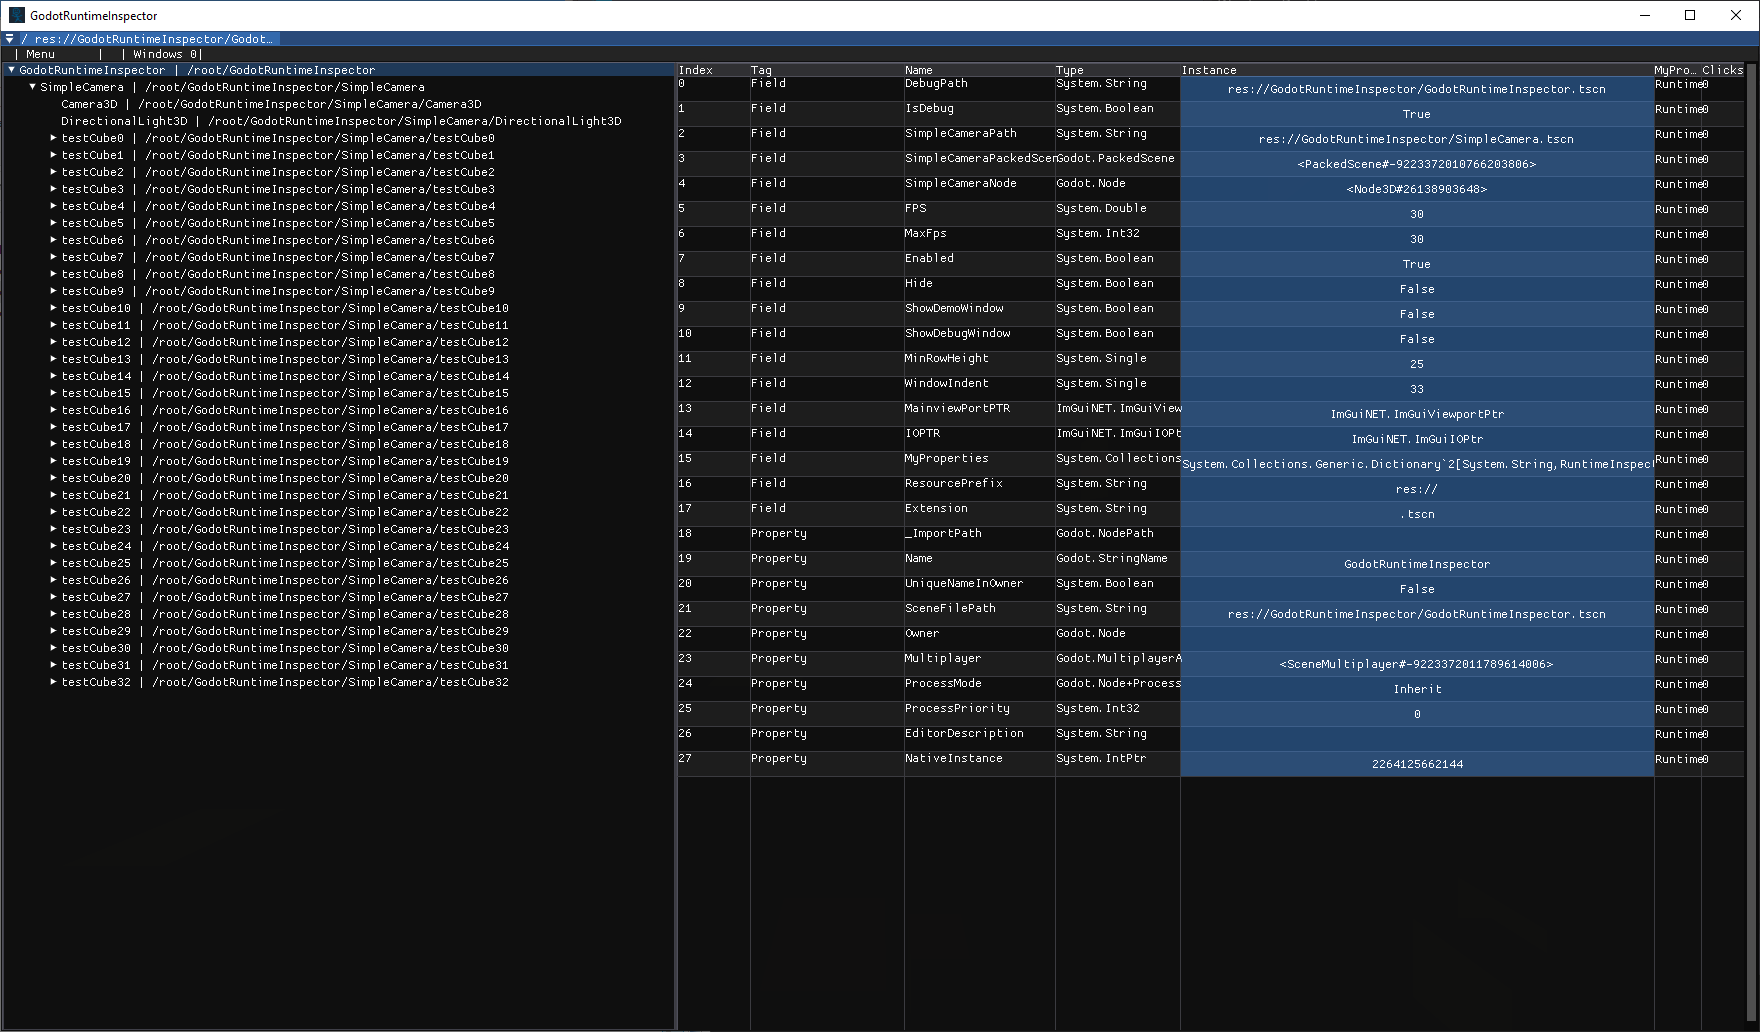 GodotRuntimeInspector
/ res://GodotRuntimeInspector/Godot…
| Menu | | Windows 0|
GodotRuntimeInspector | /root/GodotRuntimeInspector
SimpleCamera | /root/GodotRuntimeInspector/SimpleCamera
Camera3D | /root/GodotRuntimeInspector/SimpleCamera/Camera3D
DirectionalLight3D | /root/GodotRuntimeInspector/SimpleCamera/DirectionalLight3D
testCube0 | /root/GodotRuntimeInspector/SimpleCamera/testCube0
testCube1 | /root/GodotRuntimeInspector/SimpleCamera/testCube1
testCube2 | /root/GodotRuntimeInspector/SimpleCamera/testCube2
testCube3 | /root/GodotRuntimeInspector/SimpleCamera/testCube3
testCube4 | /root/GodotRuntimeInspector/SimpleCamera/testCube4
testCube5 | /root/GodotRuntimeInspector/SimpleCamera/testCube5
testCube6 | /root/GodotRuntimeInspector/SimpleCamera/testCube6
testCube7 | /root/GodotRuntimeInspector/SimpleCamera/testCube7
testCube8 | /root/GodotRuntimeInspector/SimpleCamera/testCube8
testCube9 | /root/GodotRuntimeInspector/SimpleCamera/testCube9
testCube10 | /root/GodotRuntimeInspector/SimpleCamera/testCube10
testCube11 | /root/GodotRuntimeInspector/SimpleCamera/testCube11
testCube12 | /root/GodotRuntimeInspector/SimpleCamera/testCube12
testCube13 | /root/GodotRuntimeInspector/SimpleCamera/testCube13
testCube14 | /root/GodotRuntimeInspector/SimpleCamera/testCube14
testCube15 | /root/GodotRuntimeInspector/SimpleCamera/testCube15
testCube16 | /root/GodotRuntimeInspector/SimpleCamera/testCube16
testCube17 | /root/GodotRuntimeInspector/SimpleCamera/testCube17
testCube18 | /root/GodotRuntimeInspector/SimpleCamera/testCube18
testCube19 | /root/GodotRuntimeInspector/SimpleCamera/testCube19
testCube20 | /root/GodotRuntimeInspector/SimpleCamera/testCube20
testCube21 | /root/GodotRuntimeInspector/SimpleCamera/testCube21
testCube22 | /root/GodotRuntimeInspector/SimpleCamera/testCube22
testCube23 | /root/GodotRuntimeInspector/SimpleCamera/testCube23
testCube24 | /root/GodotRuntimeInspector/SimpleCamera/testCube24
testCube25 | /root/GodotRuntimeInspector/SimpleCamera/testCube25
testCube26 | /root/GodotRuntimeInspector/SimpleCamera/testCube26
testCube27 | /root/GodotRuntimeInspector/SimpleCamera/testCube27
testCube28 | /root/GodotRuntimeInspector/SimpleCamera/testCube28
testCube29 | /root/GodotRuntimeInspector/SimpleCamera/testCube29
testCube30 | /root/GodotRuntimeInspector/SimpleCamera/testCube30
testCube31 | /root/GodotRuntimeInspector/SimpleCamera/testCube31
testCube32 | /root/GodotRuntimeInspector/SimpleCamera/testCube32
Index Tag Name Type Instance MyPro… Clicks
0 Field DebugPath System.String res://GodotRuntimeInspector/GodotRuntimeInspector.tscn Runtime 0
1 Field IsDebug System.Boolean True Runtime 0
2 Field SimpleCameraPath System.String res://GodotRuntimeInspector/SimpleCamera.tscn Runtime 0
3 Field SimpleCameraPackedScen Godot.PackedScene <PackedScene#-9223372010766203806> Runtime 0
4 Field SimpleCameraNode Godot.Node <Node3D#26138903648> Runtime 0
5 Field FPS System.Double 30 Runtime 0
6 Field MaxFps System.Int32 30 Runtime 0
7 Field Enabled System.Boolean True Runtime 0
8 Field Hide System.Boolean False Runtime 0
9 Field ShowDemoWindow System.Boolean False Runtime 0
10 Field ShowDebugWindow System.Boolean False Runtime 0
11 Field MinRowHeight System.Single 25 Runtime 0
12 Field WindowIndent System.Single 33 Runtime 0
13 Field MainviewPortPTR ImGuiNET.ImGuiView ImGuiNET.ImGuiViewportPtr Runtime 0
14 Field IOPTR ImGuiNET.ImGuiIOPt ImGuiNET.ImGuiIOPtr Runtime 0
15 Field MyProperties System.Collections System.Collections.Generic.Dictionary`2[System.String,RuntimeInspec Runtime 0
16 Field ResourcePrefix System.String res:// Runtime 0
17 Field Extension System.String .tscn Runtime 0
18 Property _ImportPath Godot.NodePath Runtime 0
19 Property Name Godot.StringName GodotRuntimeInspector Runtime 0
20 Property UniqueNameInOwner System.Boolean False Runtime 0
21 Property SceneFilePath System.String res://GodotRuntimeInspector/GodotRuntimeInspector.tscn Runtime 0
22 Property Owner Godot.Node Runtime 0
23 Property Multiplayer Godot.MultiplayerA <SceneMultiplayer#-9223372011789614006> Runtime 0
24 Property ProcessMode Godot.Node+Process Inherit Runtime 0
25 Property ProcessPriority System.Int32 0 Runtime 0
26 Property EditorDescription System.String Runtime 0
27 Property NativeInstance System.IntPtr 2264125662144 Runtime 0